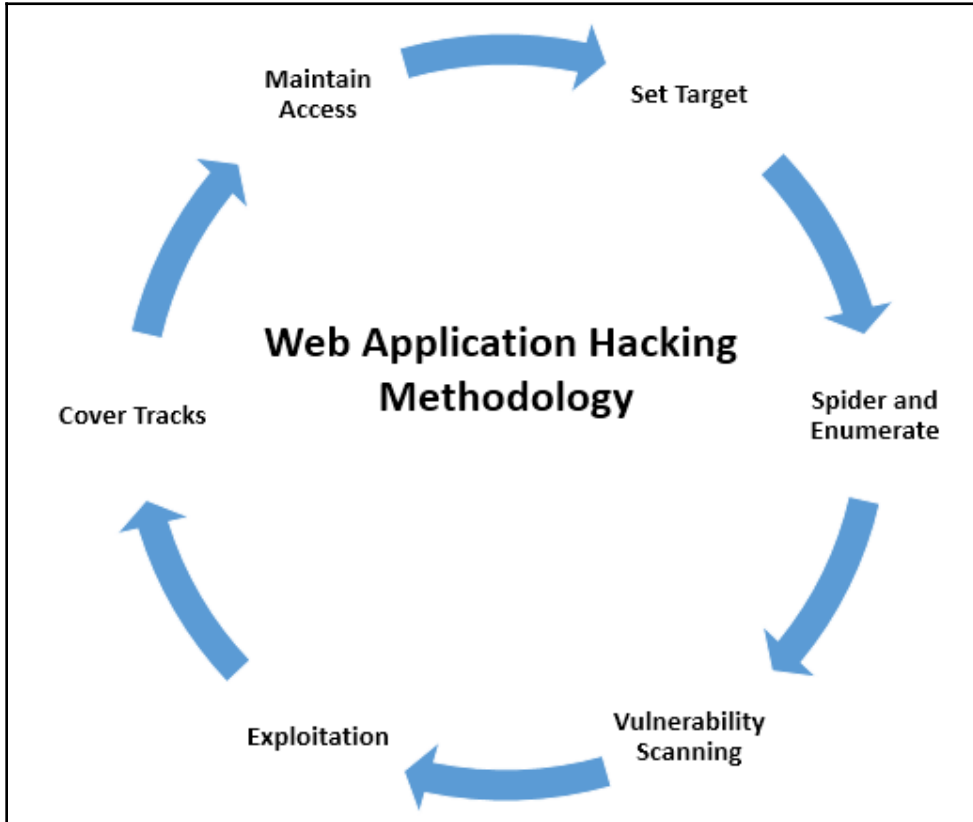 Web Application Hacking
Methodology
Set Target
Spider and
Enumerate
Vulnerability
Scanning
Exploitation
Cover Tracks
Maintain
Access